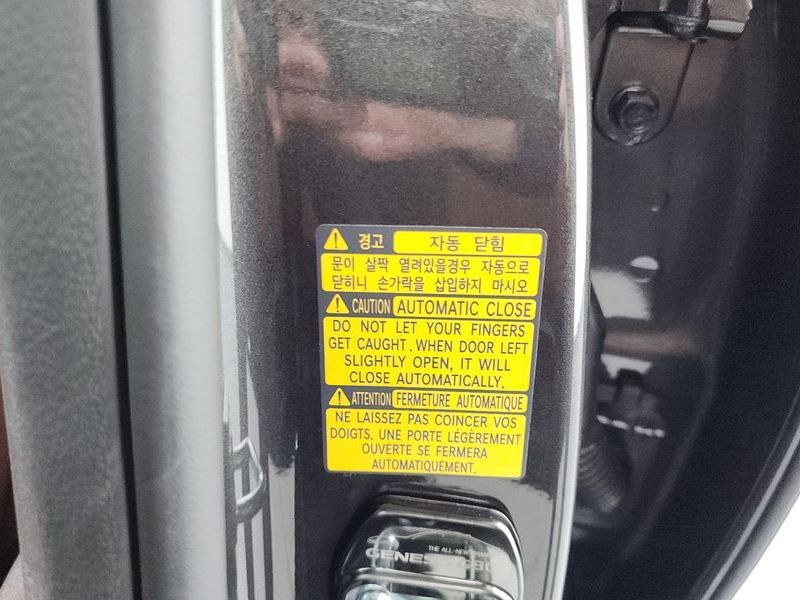 경고 자동 닫힘
문이 살짝 열려있을경우 자동으로
닫히니 손가락을 삽입하지 마시오
CAUTION AUTOMATIC CLOSE
DO NOT LET YOUR FINGERS
GET CAUGHT. WHEN DOOR LEFT
SLIGHTLY OPEN, IT WILL
CLOSE AUTOMATICALLY.
ATTENTION FERMETURE AUTOMATIQUE
NE LAISSEZ PAS COINCER VOS
DOIGTS. UNE PORTE LÉGÈREMENT
OUVERTE SE FERMERA
AUTOMATIQUEMENT.
THE ALL-NEW